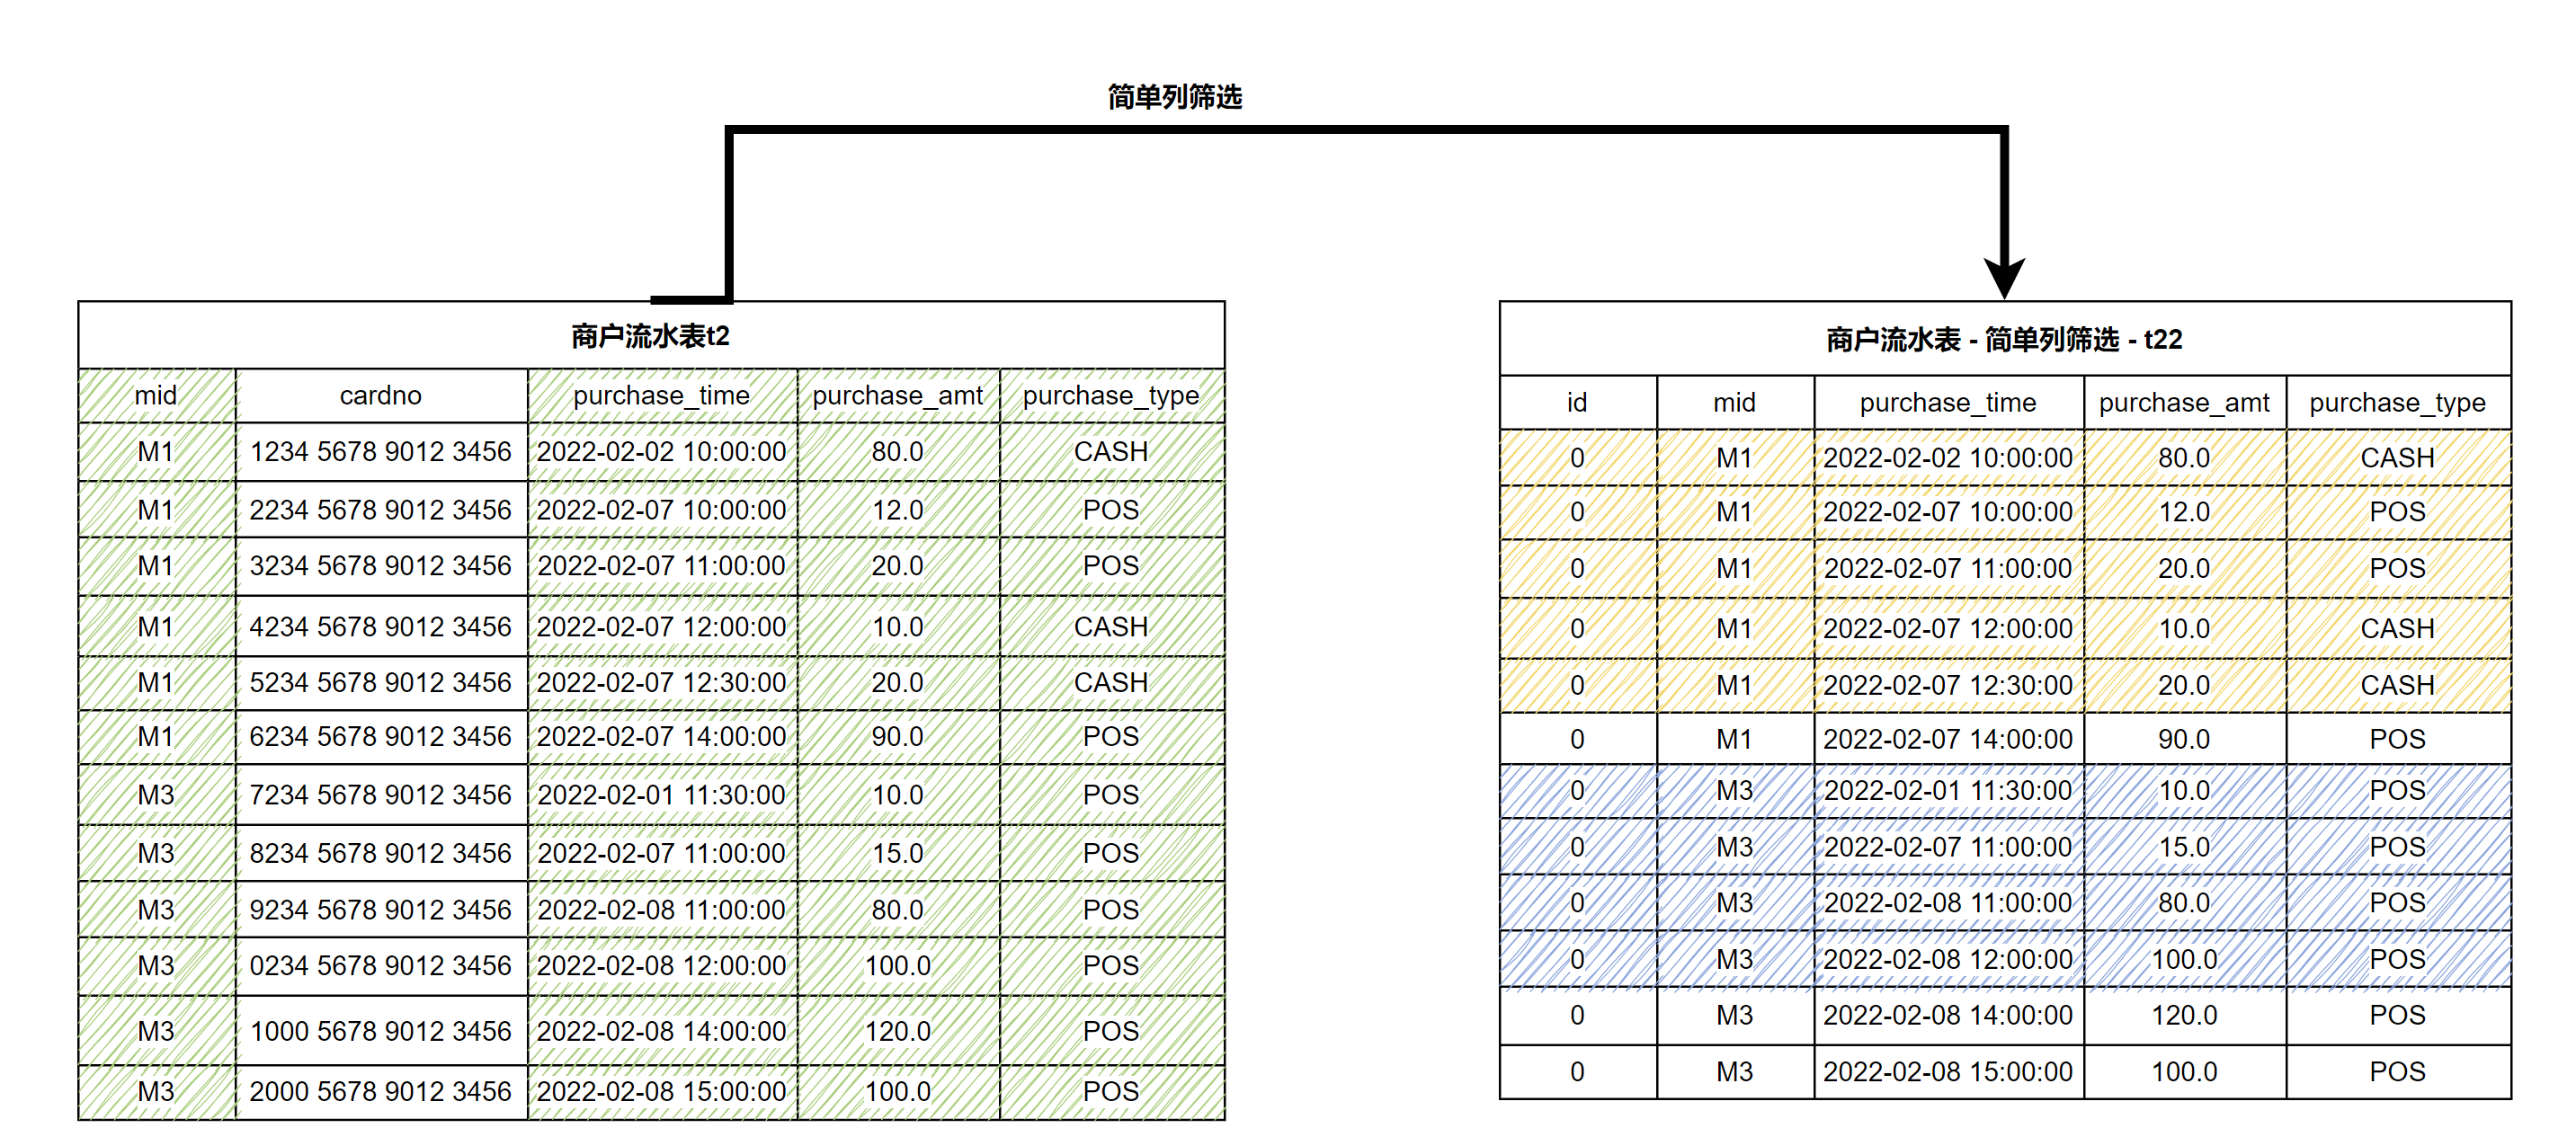 简单列筛选
商户流水表t2
mid cardno purchase_time purchase_amt purchase_type
M1 1234 5678 9012 3456 2022-02-02 10:00:00 80.0 CASH
M1 2234 5678 9012 3456 2022-02-07 10:00:00 12.0 POS
M1 3234 5678 9012 3456 2022-02-07 11:00:00 20.0 POS
M1 4234 5678 9012 3456 2022-02-07 12:00:00 10.0 CASH
M1 5234 5678 9012 3456 2022-02-07 12:30:00 20.0 CASH
M1 6234 5678 9012 3456 2022-02-07 14:00:00 90.0 POS
M3 7234 5678 9012 3456 2022-02-01 11:30:00 10.0 POS
M3 8234 5678 9012 3456 2022-02-07 11:00:00 15.0 POS
M3 9234 5678 9012 3456 2022-02-08 11:00:00 80.0 POS
M3 0234 5678 9012 3456 2022-02-08 12:00:00 100.0 POS
M3 1000 5678 9012 3456 2022-02-08 14:00:00 120.0 POS
M3 2000 5678 9012 3456 2022-02-08 15:00:00 100.0 POS
商户流水表 - 简单列筛选 - t22
id mid purchase_time purchase_amt purchase_type
0 M1 2022-02-02 10:00:00 80.0 CASH
0 M1 2022-02-07 10:00:00 12.0 POS
0 M1 2022-02-07 11:00:00 20.0 POS
0 M1 2022-02-07 12:00:00 10.0 CASH
0 M1 2022-02-07 12:30:00 20.0 CASH
0 M1 2022-02-07 14:00:00 90.0 POS
0 M3 2022-02-01 11:30:00 10.0 POS
0 M3 2022-02-07 11:00:00 15.0 POS
0 M3 2022-02-08 11:00:00 80.0 POS
0 M3 2022-02-08 12:00:00 100.0 POS
0 M3 2022-02-08 14:00:00 120.0 POS
0 M3 2022-02-08 15:00:00 100.0 POS